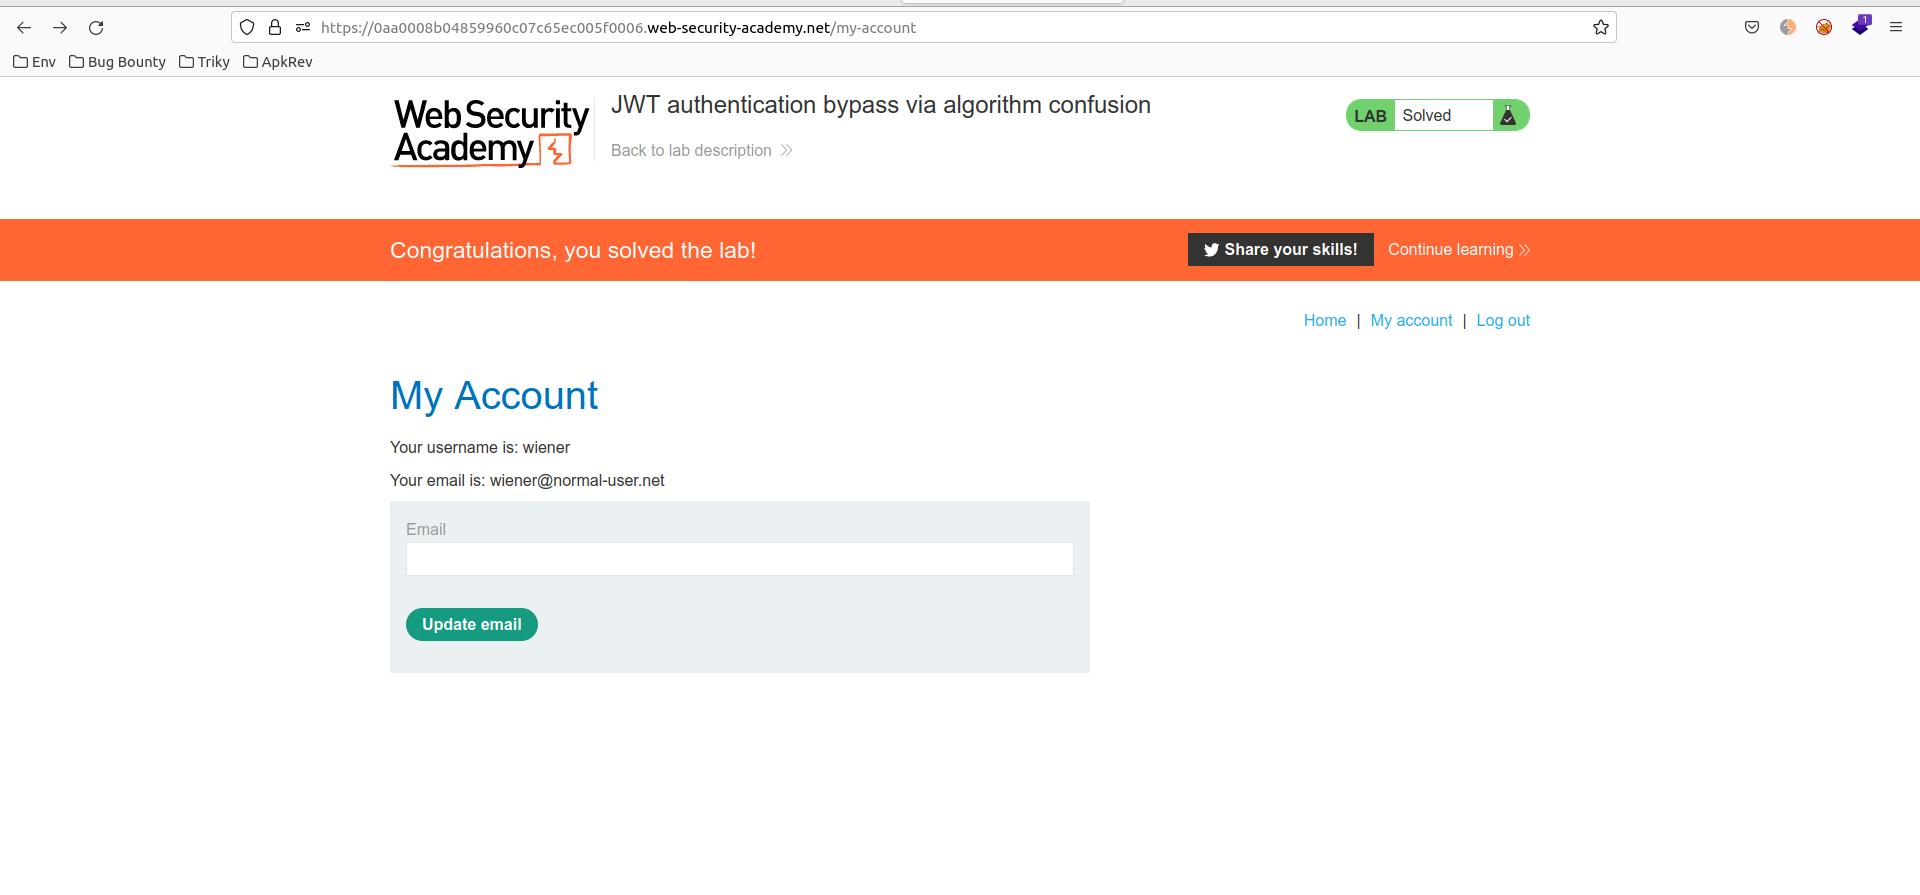 https://0aa0008b04859960c07c65ec005f0006.web-security-academy.net/my-account
1
Env Bug Bounty Triky ApkRev
Web Security
Academy
JWT authentication bypass via algorithm confusion
Back to lab description
LAB Solved
Congratulations, you solved the lab!
Share your skills! Continue learning
Home | My account | Log out
My Account
Your username is: wiener
Your email is: wiener@normal-user.net
Email
Update email